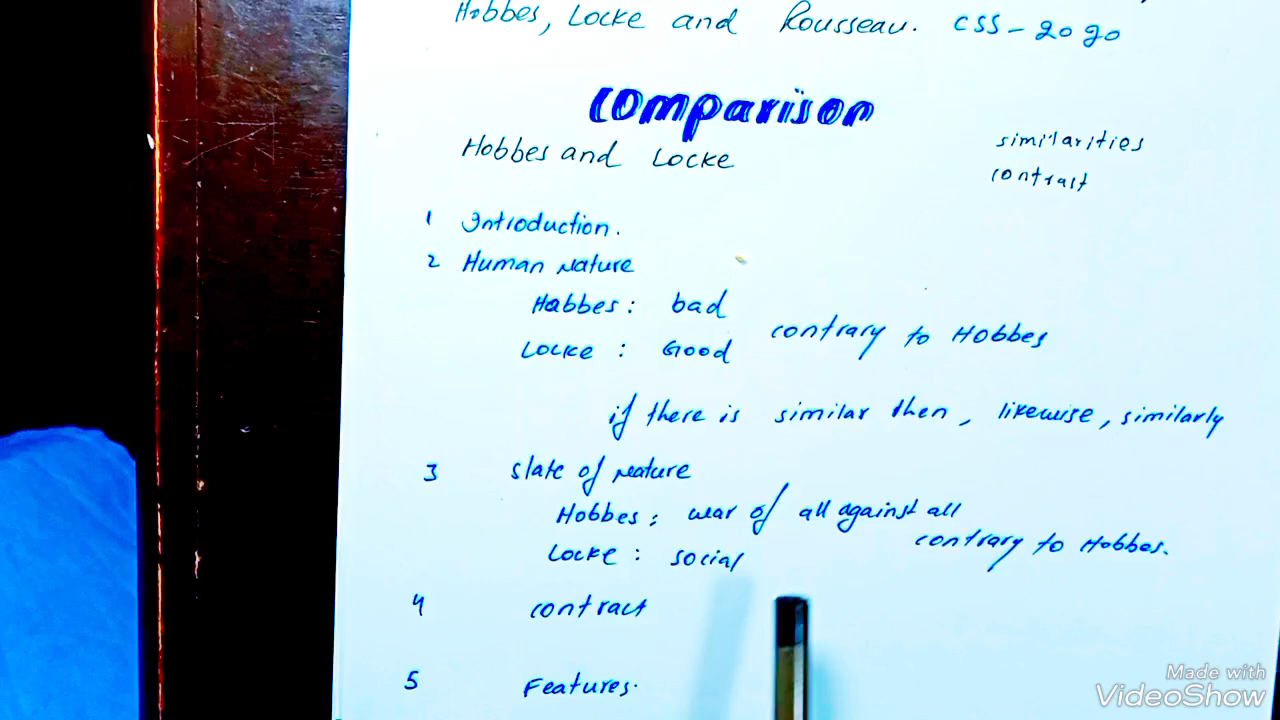 Hobbes, Locke and Rousseau. CSS-2020
Comparison
Hobbes and Locke
similarities
contrast
1 Introduction.
2 Human Nature
Habbes: bad
contrary to Hobbes
Locke : Good
if there is similar then, likewise, similarly
3 State of Nature
Hobbes: war of all against all
contrary to Hobbes.
Locke : social
4 contract
5 Features.
Made with
VideoShow